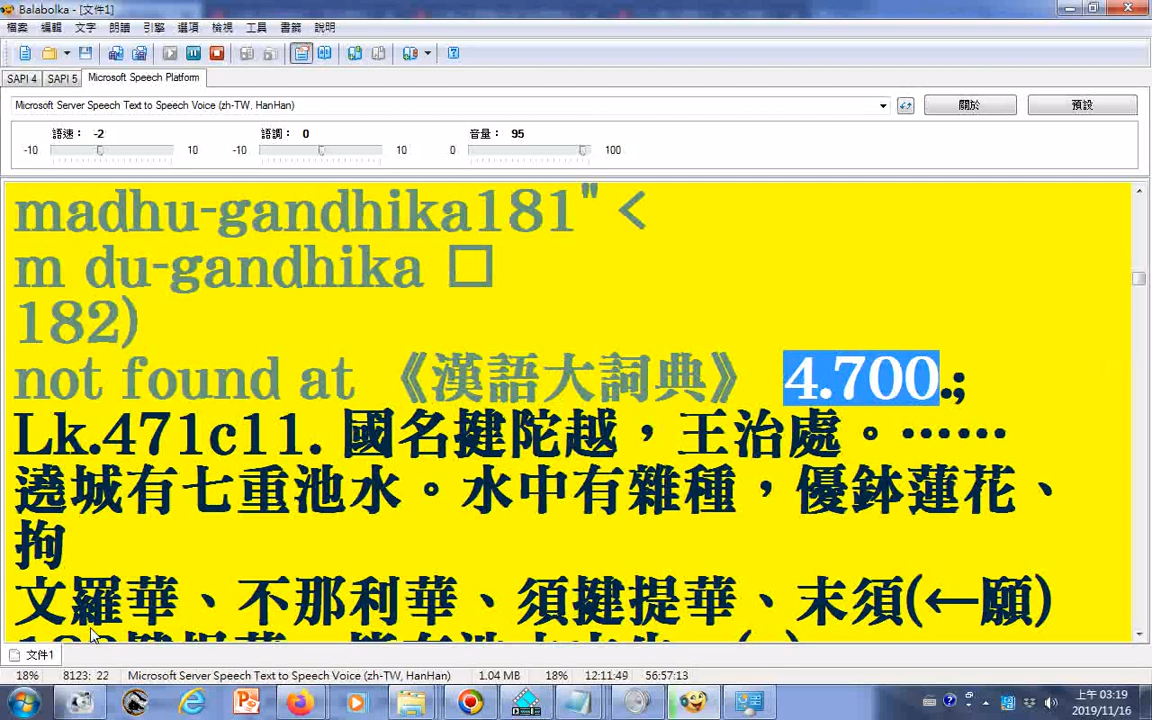 Balabolka - [文件1]
檔案 編輯 文字 朗讀 引擎 選項 檢視 工具 書籤 說明
SAPI 4 SAPI 5 Microsoft Speech Platform
Microsoft Server Speech Text to Speech Voice (zh-TW, HanHan) 關於 預設
語速: -2 語調: 0 音量: 95
-10 10 -10 10 0 100
madhu-gandhika181" <
m du-gandhika □
182)
not found at 《漢語大詞典》 4.700.;
Lk.471c11. 國名揵陀越，王治處。……
遶城有七重池水。水中有雜種，優鉢蓮花、
拘
文羅華、不那利華、須揵提華、末須(←願)
文件1
18% 8123: 22 Microsoft Server Speech Text to Speech Voice (zh-TW, HanHan) 1.04 MB 18% 12:11:49 56:57:13
上午 03:19
2019/11/16